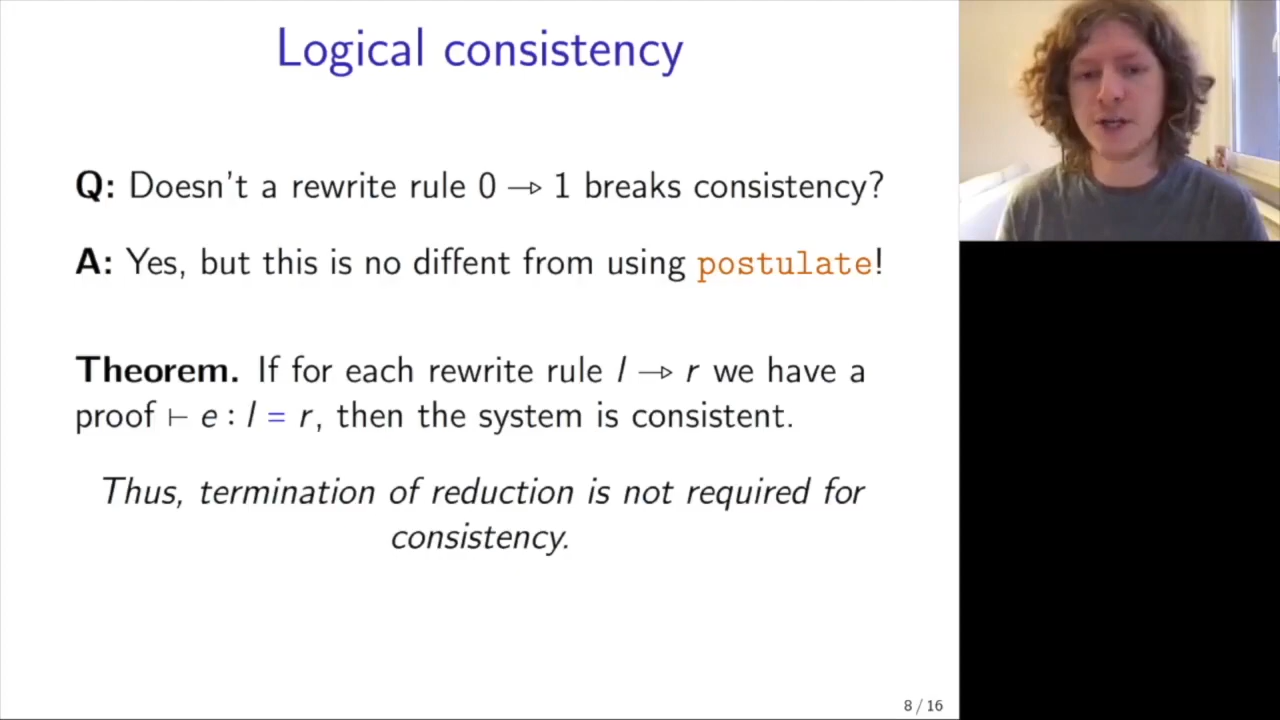 Logical consistency
Q: Doesn't a rewrite rule 0 ⇾ 1 breaks consistency?
A: Yes, but this is no diffent from using postulate!
Theorem. If for each rewrite rule l ⇾ r we have a
proof ⊢ e : l = r, then the system is consistent.
Thus, termination of reduction is not required for
consistency.
8 / 16